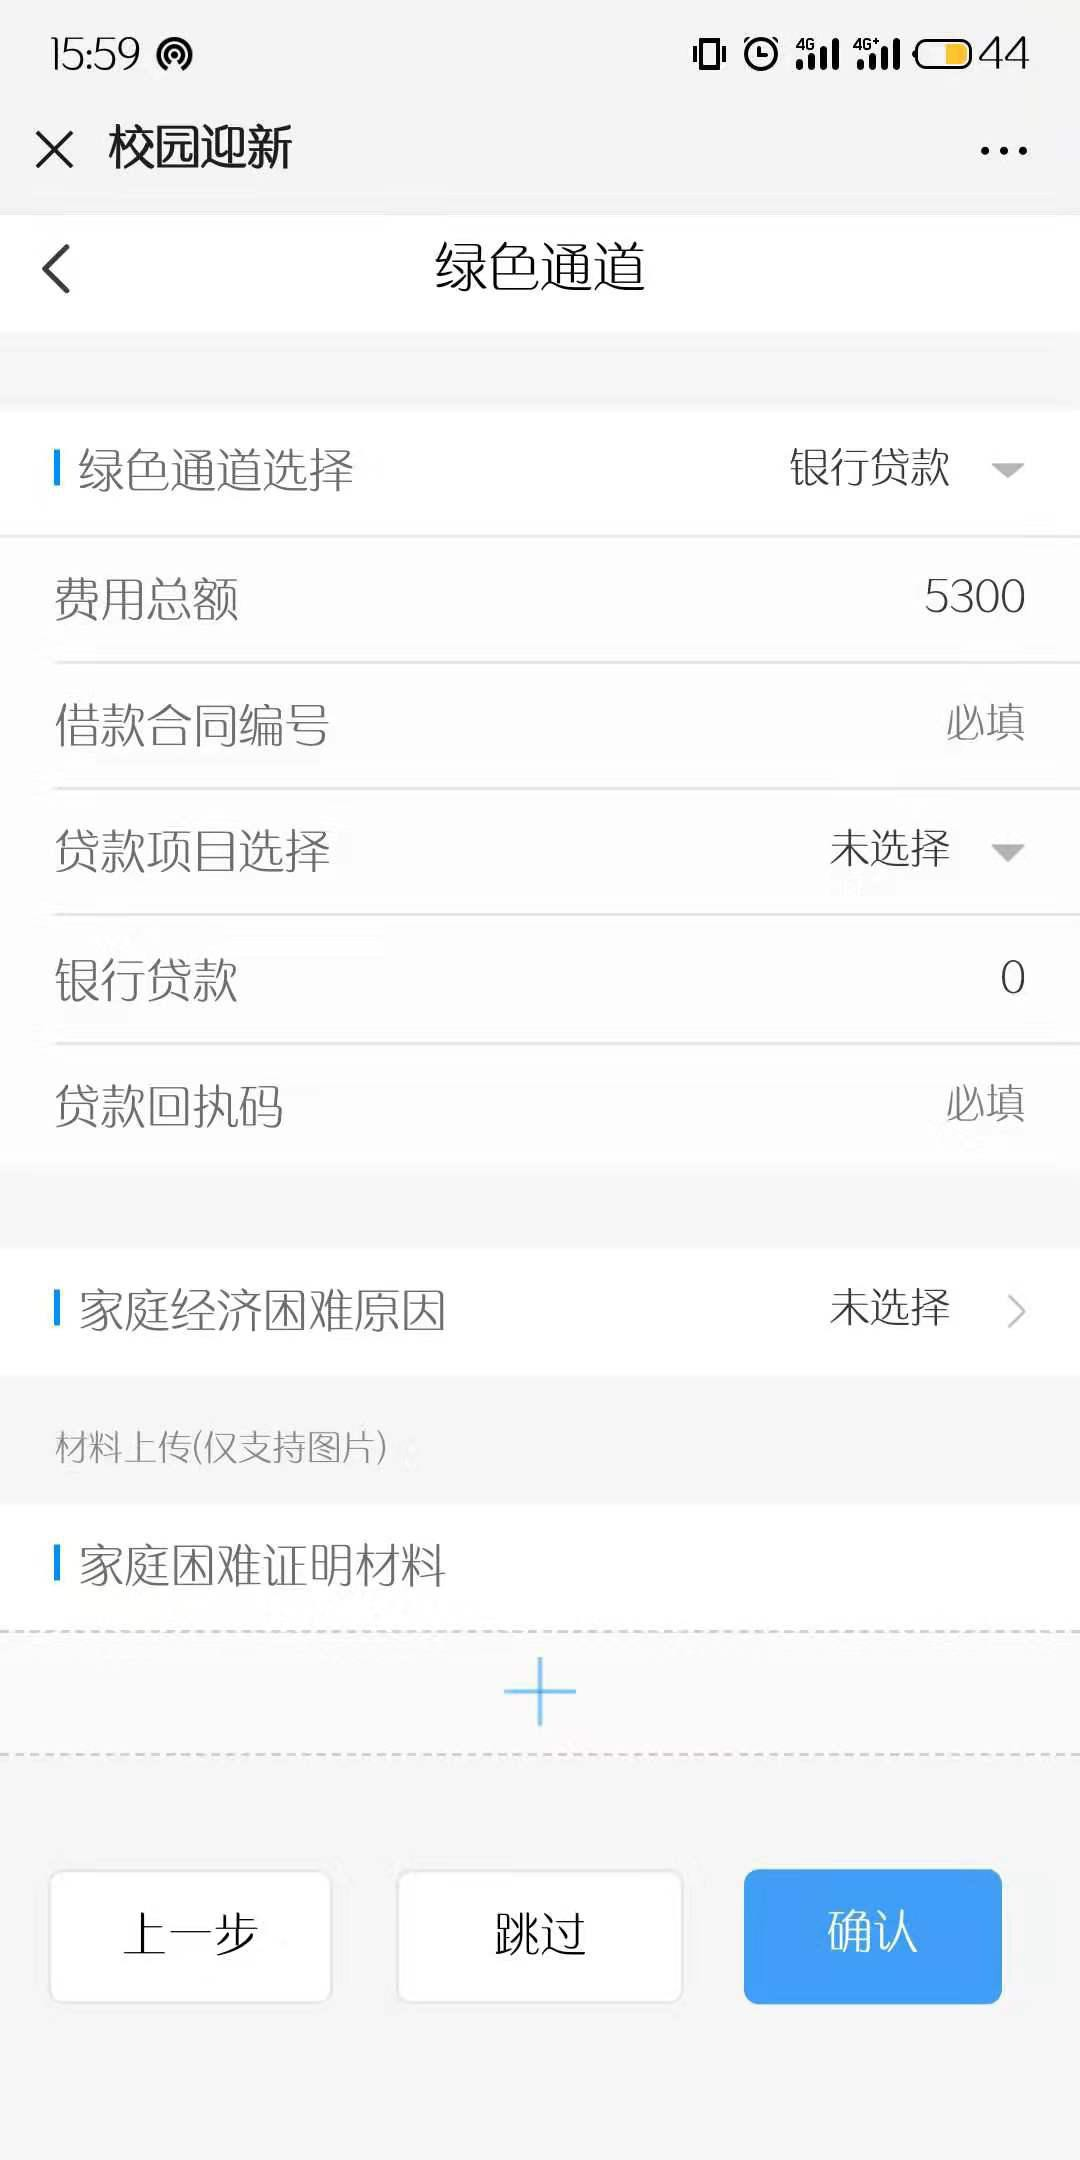 15:59 4G 4G+ 44
校园迎新
绿色通道
绿色通道选择 银行贷款
费用总额 5300
借款合同编号 必填
贷款项目选择 未选择
银行贷款 0
贷款回执码 必填
家庭经济困难原因 未选择
材料上传(仅支持图片)
家庭困难证明材料
上一步 跳过 确认